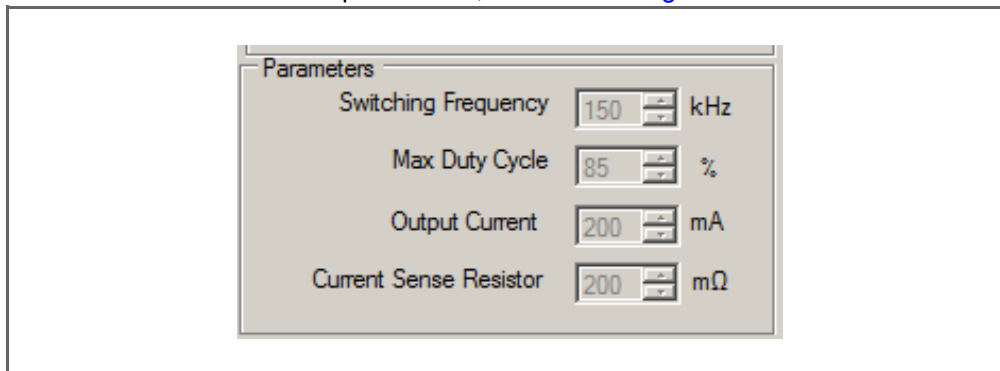 Parameters
Switching Frequency 150 kHz
Max Duty Cycle 85 %
Output Current 200 mA
Current Sense Resistor 200 mΩ